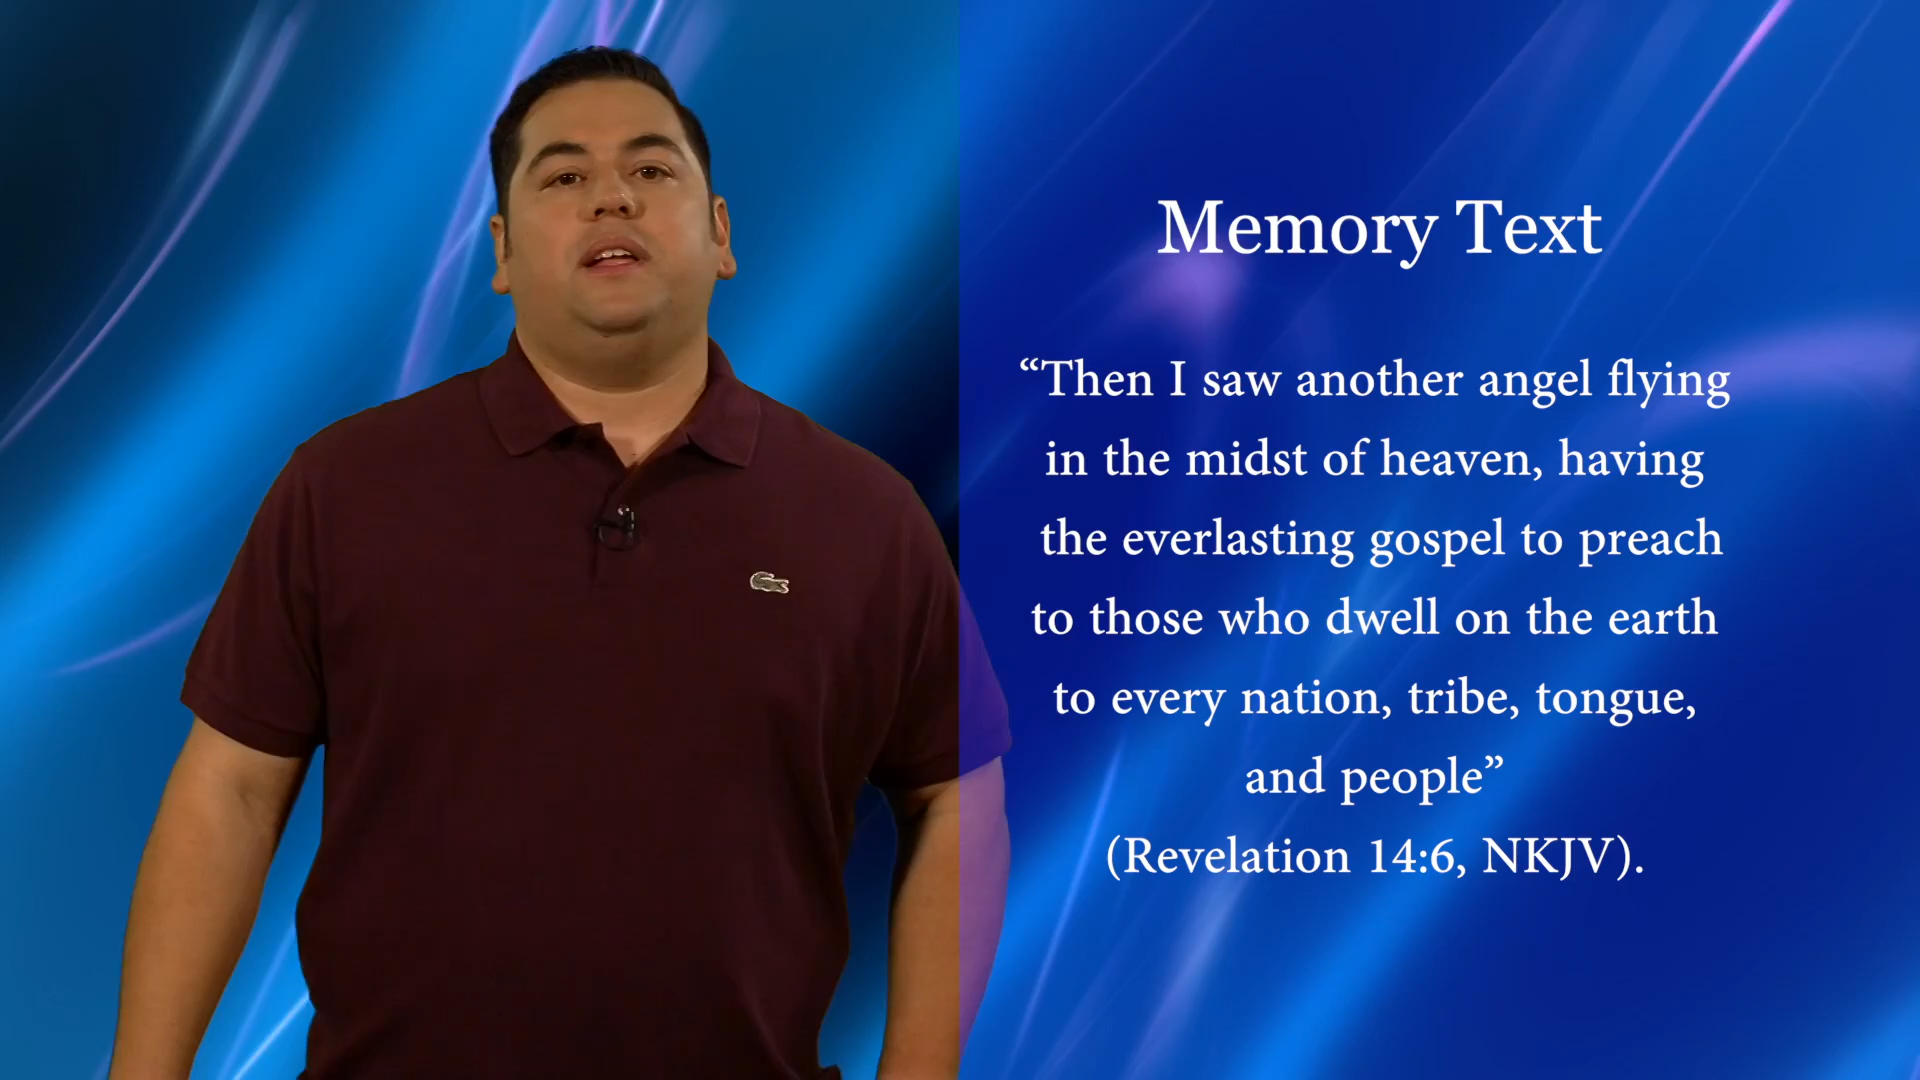 Memory Text
“Then I saw another angel flying
in the midst of heaven, having
the everlasting gospel to preach
to those who dwell on the earth
to every nation, tribe, tongue,
and people”
(Revelation 14:6, NKJV).